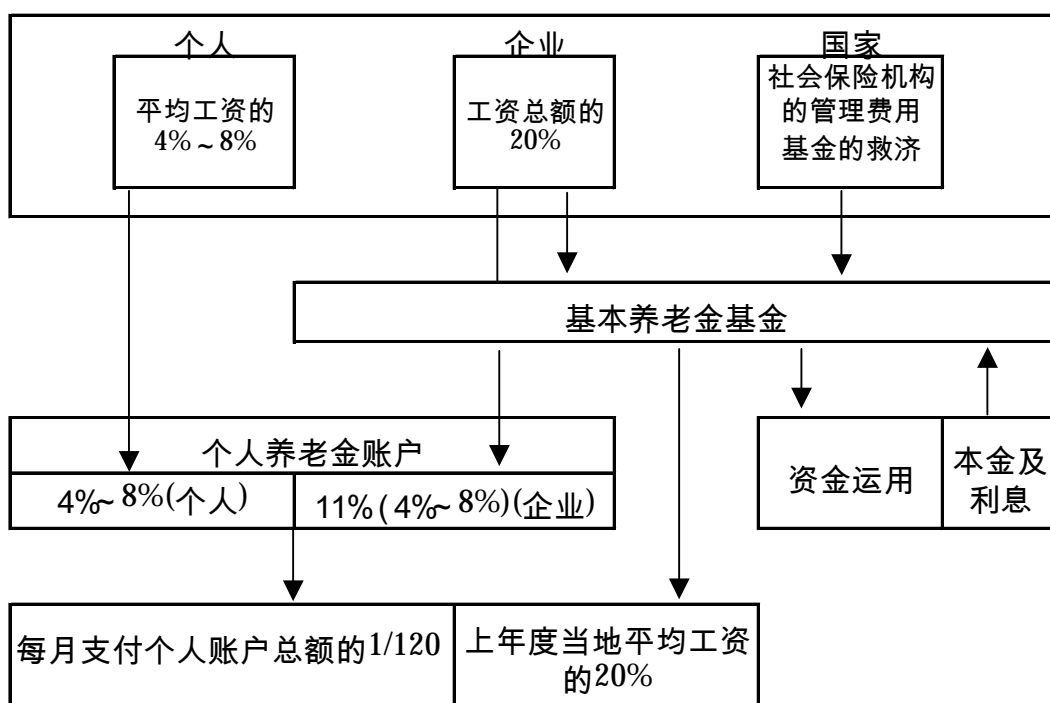 个人
企业
国家
平均工资的
4%~8%
工资总额的
20%
社会保险机构
的管理费用
基金的救济
基本养老金基金
个人养老金账户
4%~8%(个人)
11%(4%~8%)(企业)
资金运用
本金及
利息
每月支付个人账户总额的1/120
上年度当地平均工资
的20%